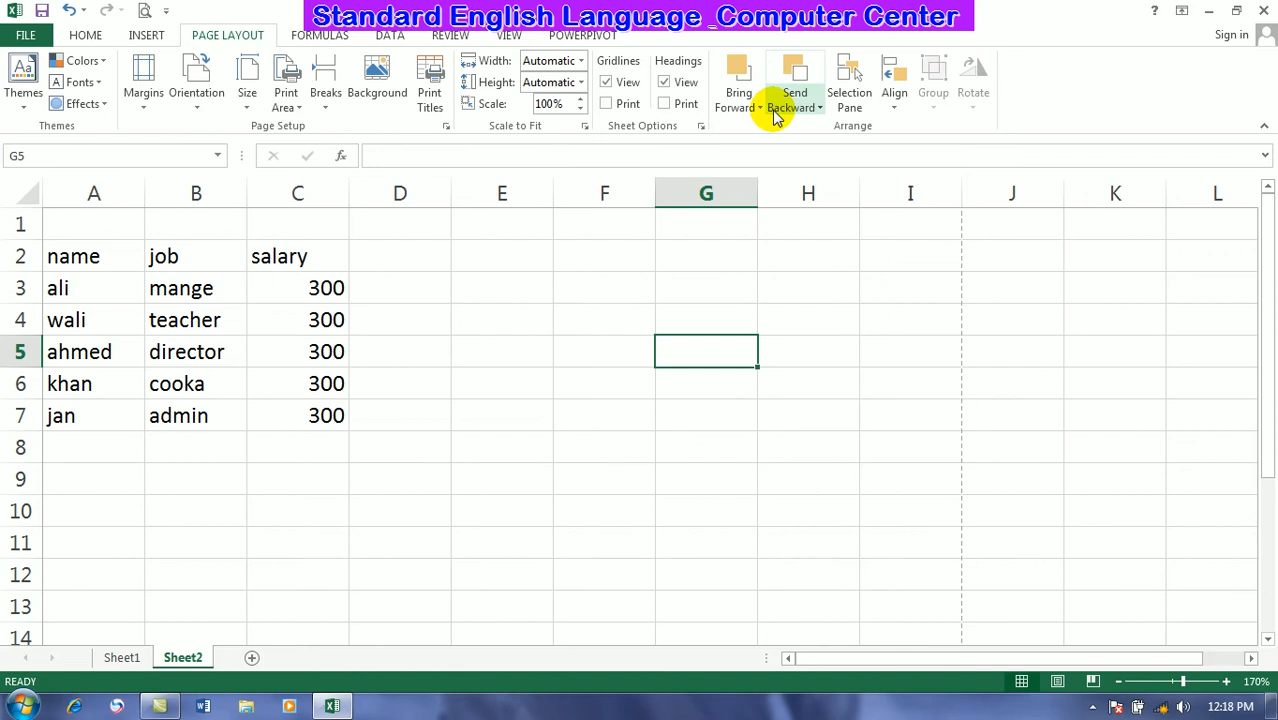 Standard English Language _Computer Center
? Sign in
FILE HOME INSERT PAGE LAYOUT FORMULAS DATA REVIEW VIEW POWERPIVOT
Themes Colors Fonts Effects
Margins Orientation Size Print Area Breaks Background Print Titles
Width: Automatic
Height: Automatic
Scale: 100%
Gridlines View Print
Headings View Print
Bring Forward Send Backward Selection Pane Align Group Rotate
Themes Page Setup Scale to Fit Sheet Options Arrange
G5 fx
A B C D E F G H I J K L
1
2 name job salary
3 ali mange 300
4 wali teacher 300
5 ahmed director 300
6 khan cooka 300
7 jan admin 300
8
9
10
11
12
13
14
Sheet1 Sheet2
READY 170%
12:18 PM